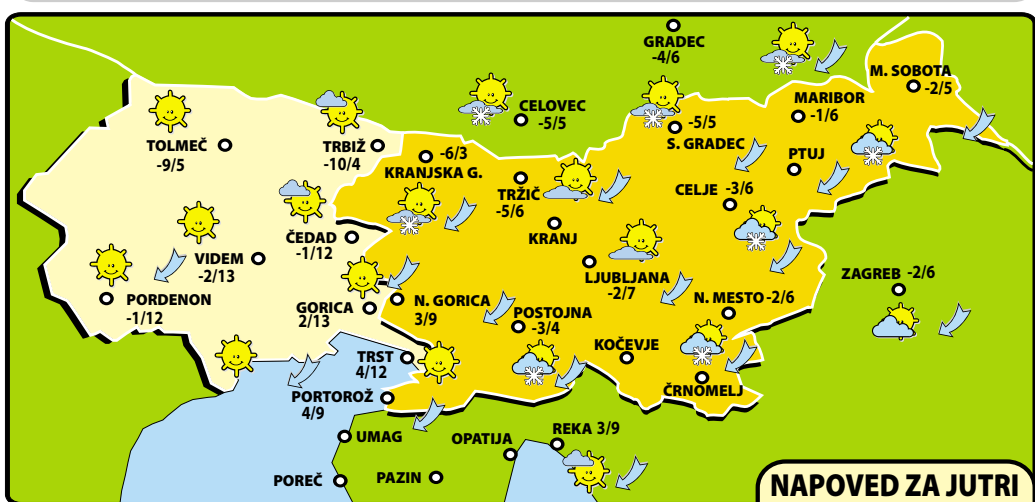 GRADEC
-4/6
M. SOBOTA
-2/5
MARIBOR
-1/6
CELOVEC
-5/5
-5/5
S. GRADEC
TOLMEČ
-9/5
TRBIŽ
-10/4
-6/3
KRANJSKA G.
PTUJ
TRŽIČ
-5/6
CELJE -3/6
KRANJ
ČEDAD
-1/12
VIDEM
-2/13
LJUBLJANA
-2/7
ZAGREB -2/6
PORDENON
-1/12
GORICA
2/13
N. GORICA
3/9
N. MESTO -2/6
POSTOJNA
-3/4
KOČEVJE
TRST
4/12
ČRNOMELJ
PORTOROŽ
4/9
UMAG
OPATIJA
REKA 3/9
POREČ
PAZIN
NAPOVED ZA JUTRI